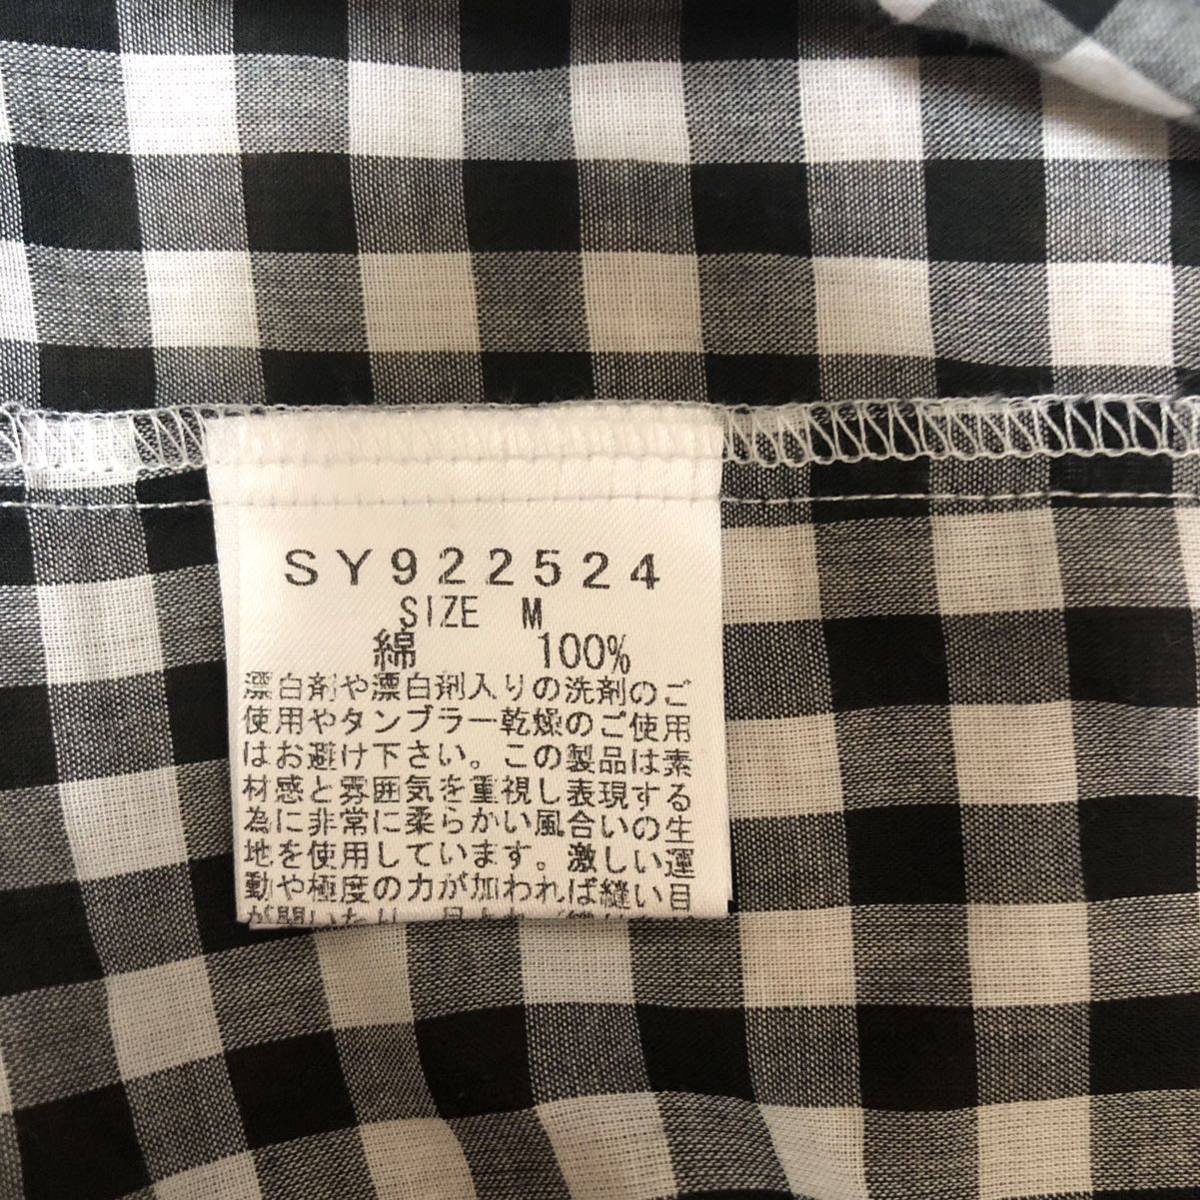 SY922524
SIZE M
綿 100%
漂白剤や漂白剤入りの洗剤のご
使用やタンブラー乾燥のご使用
はお避け下さい。この製品は素
材感と雰囲気を重視し表現する
為に非常に柔らかい風合いの生
地を使用しています。激しい運
動や極度の力が加われば縫い目
が開いたり、